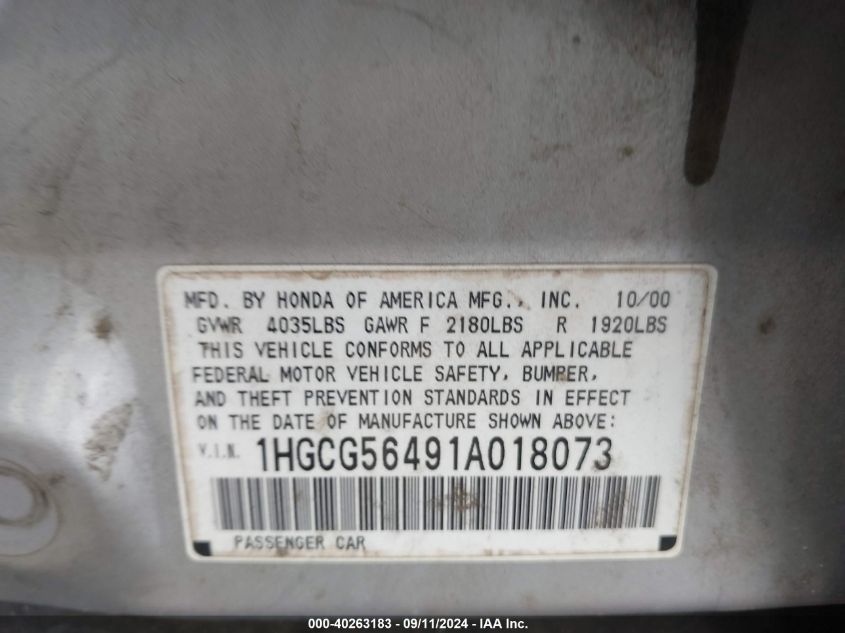 MFD. BY HONDA OF AMERICA MFG., INC. 10/00
GVWR 4035LBS GAWR F 2180LBS R 1920LBS
THIS VEHICLE CONFORMS TO ALL APPLICABLE
FEDERAL MOTOR VEHICLE SAFETY, BUMPER,
AND THEFT PREVENTION STANDARDS IN EFFECT
ON THE DATE OF MANUFACTURE SHOWN ABOVE:
V.I.N. 1HGCG56491A018073
PASSENGER CAR
000-40263183 - 09/11/2024 - IAA Inc.